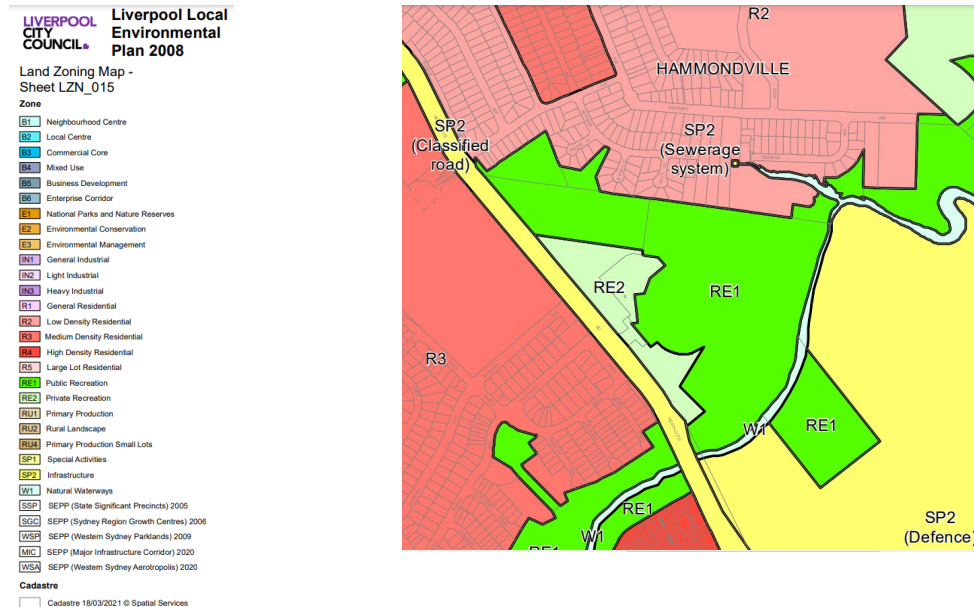 LIVERPOOL
CITY
COUNCIL
Liverpool Local
Environmental
Plan 2008
Land Zoning Map -
Sheet LZN_015
Zone
B1 Neighbourhood Centre
B2 Local Centre
B3 Commercial Core
B4 Mixed Use
B5 Business Development
B6 Enterprise Corridor
E1 National Parks and Nature Reserves
E2 Environmental Conservation
E3 Environmental Management
IN1 General Industrial
IN2 Light Industrial
IN3 Heavy Industrial
R1 General Residential
R2 Low Density Residential
R3 Medium Density Residential
R4 High Density Residential
R5 Large Lot Residential
RE1 Public Recreation
RE2 Private Recreation
RU1 Primary Production
RU2 Rural Landscape
RU4 Primary Production Small Lots
SP1 Special Activities
SP2 Infrastructure
W1 Natural Waterways
SSP SEPP (State Significant Precincts) 2005
SGC SEPP (Sydney Region Growth Centres) 2006
WSP SEPP (Western Sydney Parklands) 2009
MIC SEPP (Major Infrastructure Corridor) 2020
WSA SEPP (Western Sydney Aerotropolis) 2020
Cadastre
Cadastre 18/03/2021 © Spatial Services
R2
HAMMONDVILLE
SP2
(Classified
road)
SP2
(Sewerage
system)
RE2
RE1
R3
RE1
W1
RE1
W1
RE1
SP2
(Defence)